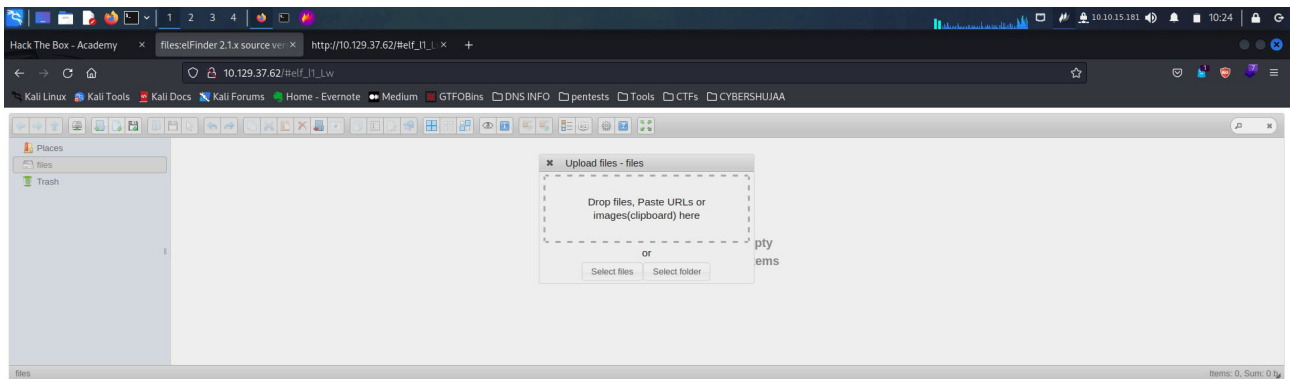 1 2 3 4
10.10.15.181
10:24
Hack The Box - Academy
files:elFinder 2.1.x source ver
http://10.129.37.62/#elf_l1_L
10.129.37.62/#elf_l1_Lw
Kali Linux Kali Tools Kali Docs Kali Forums Home - Evernote Medium GTFOBins DNS INFO pentests Tools CTFs CYBERSHUJAA
Places
files
Trash
Upload files - files
Drop files, Paste URLs or
images(clipboard) here
pty
or
ems
Select files Select folder
files
Items: 0, Sum: 0 b